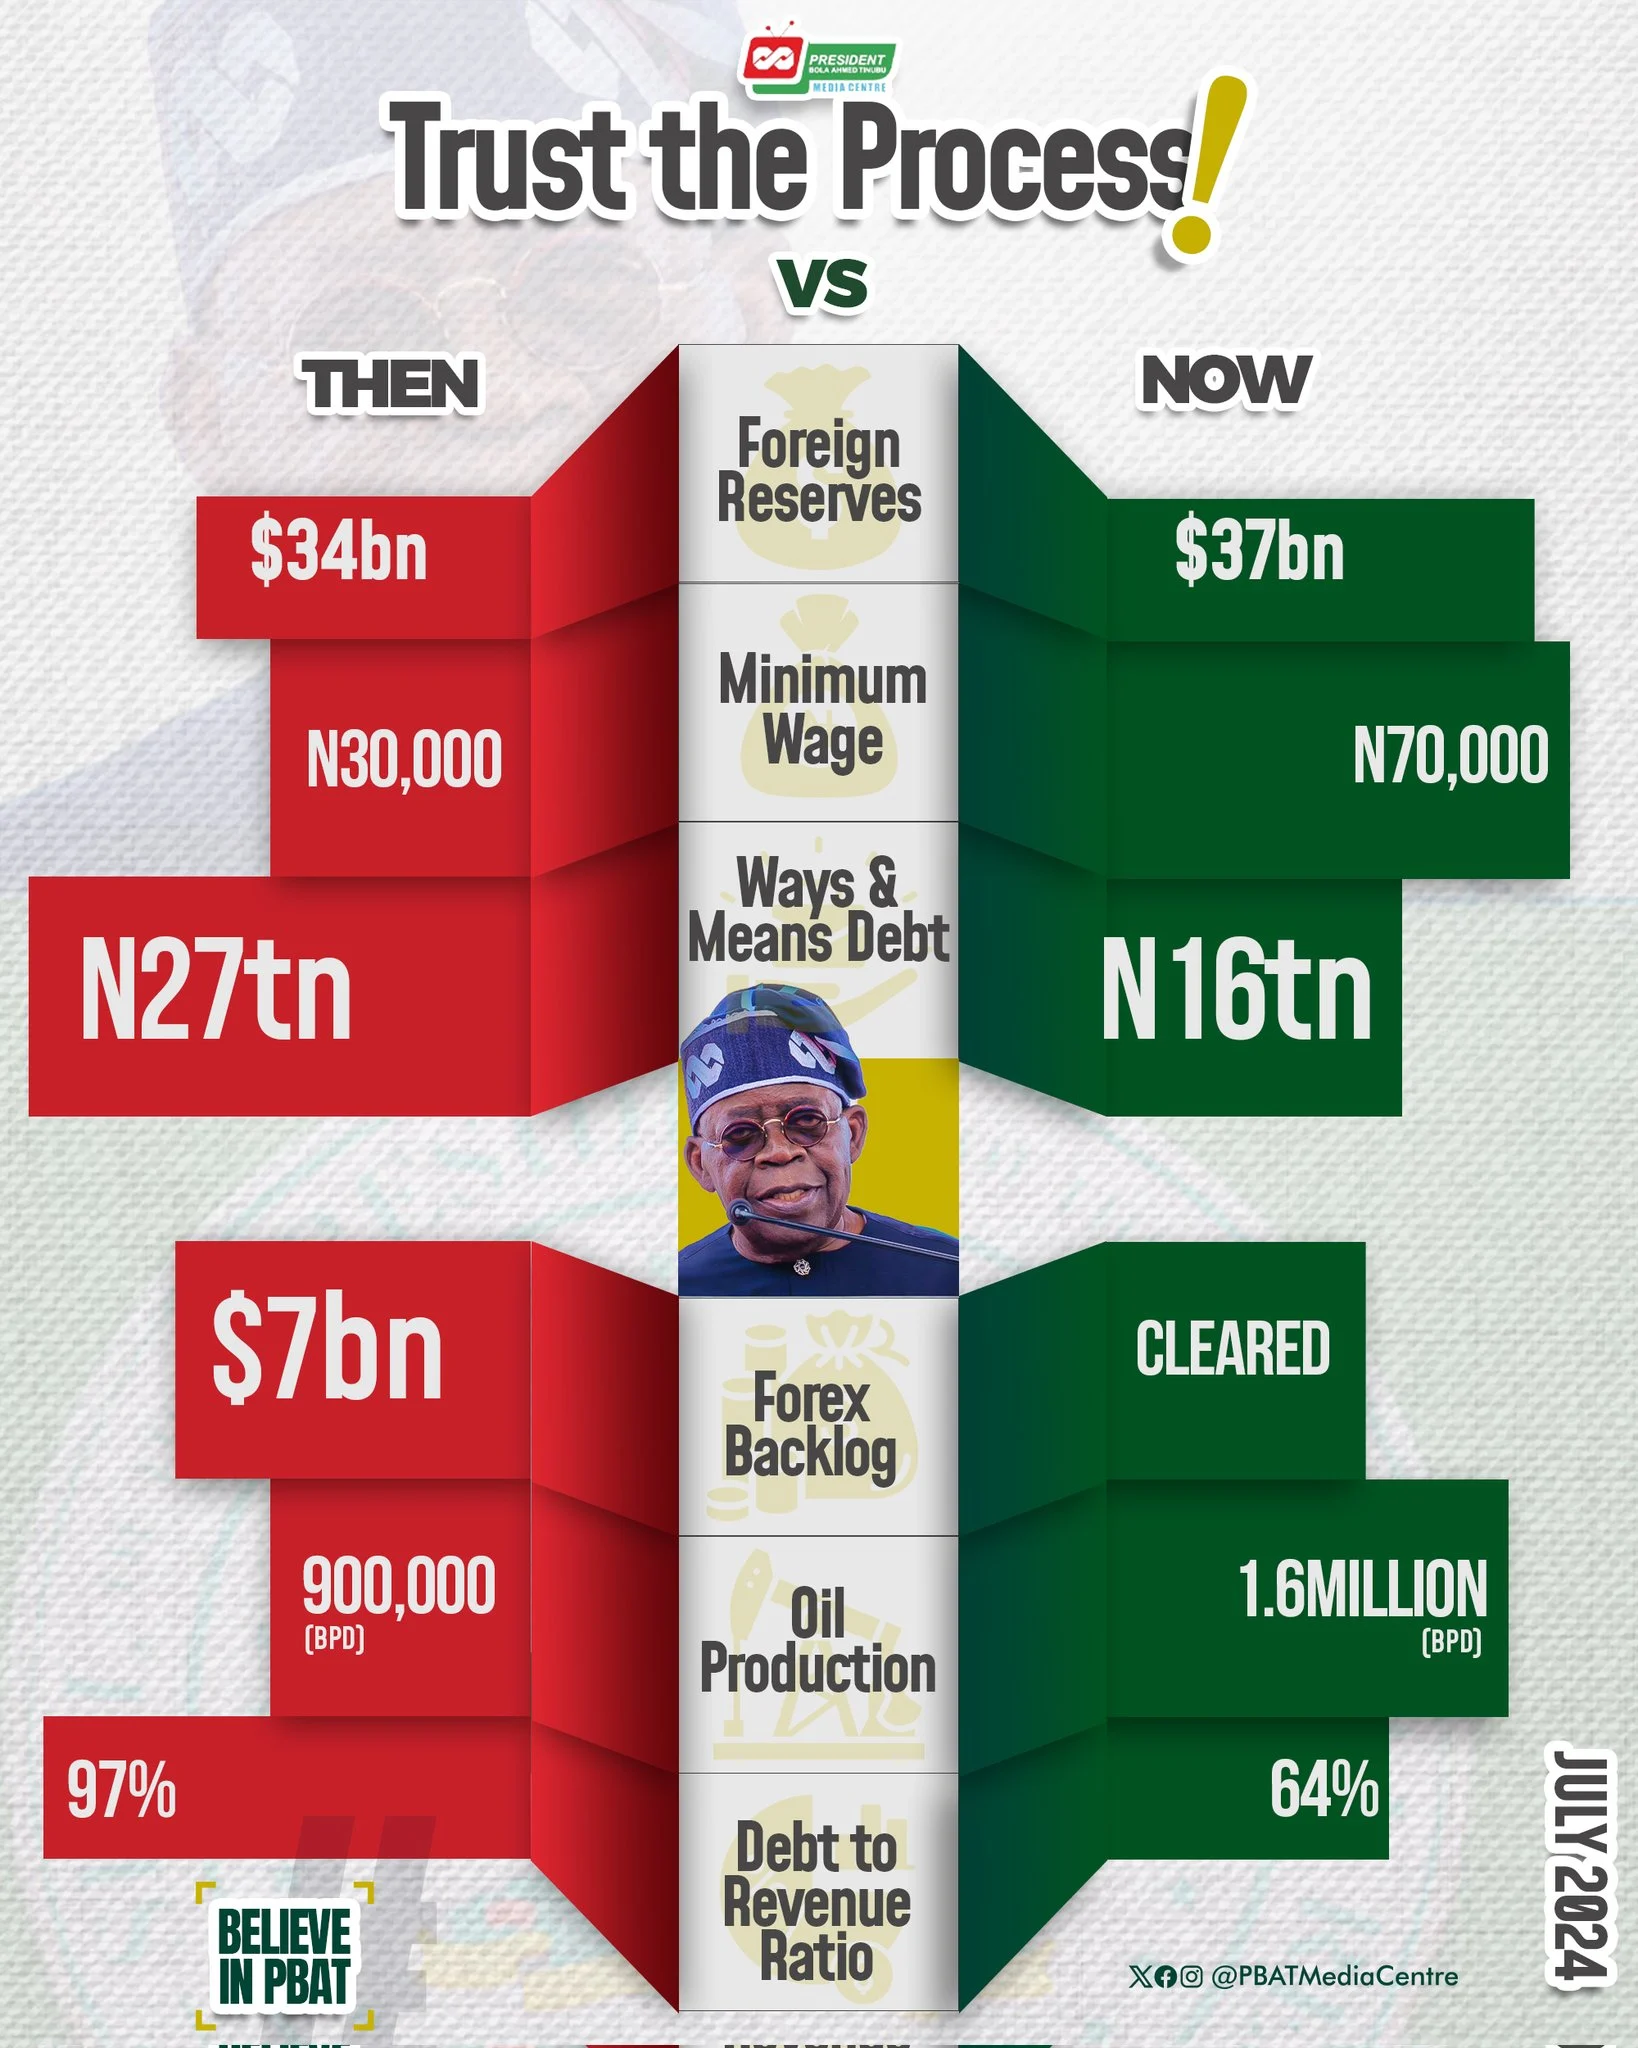 PRESIDENT
BOLA AHMED TINUBU
MEDIA CENTRE
Trust the Process!
VS
THEN
NOW
Foreign
Reserves
$34bn
$37bn
Minimum
Wage
N30,000
N70,000
Ways &
Means Debt
N27tn
N16tn
Forex
Backlog
$7bn
CLEARED
Oil
Production
900,000
(BPD)
1.6MILLION
(BPD)
Debt to
Revenue
Ratio
97%
64%
JULY 2024
#
BELIEVE
IN PBAT
@PBATMediaCentre